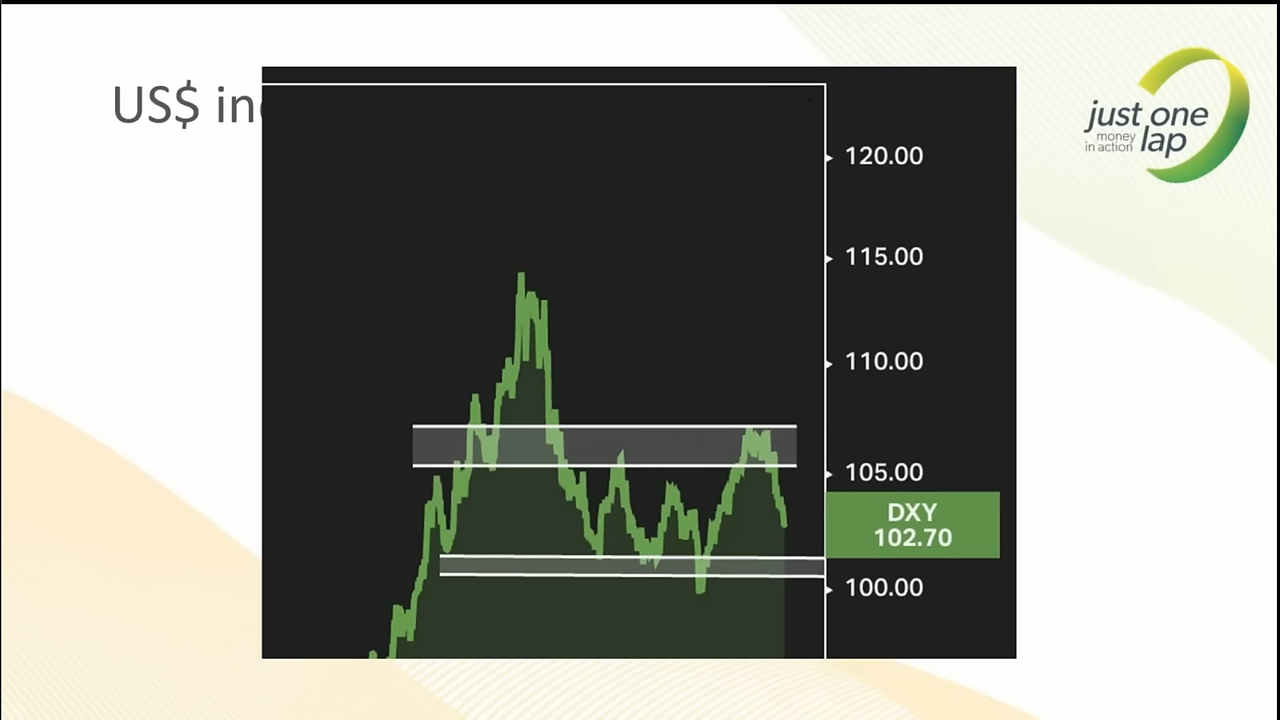 US$ in
just one
money
in action
lap
120.00
115.00
110.00
105.00
DXY
102.70
100.00